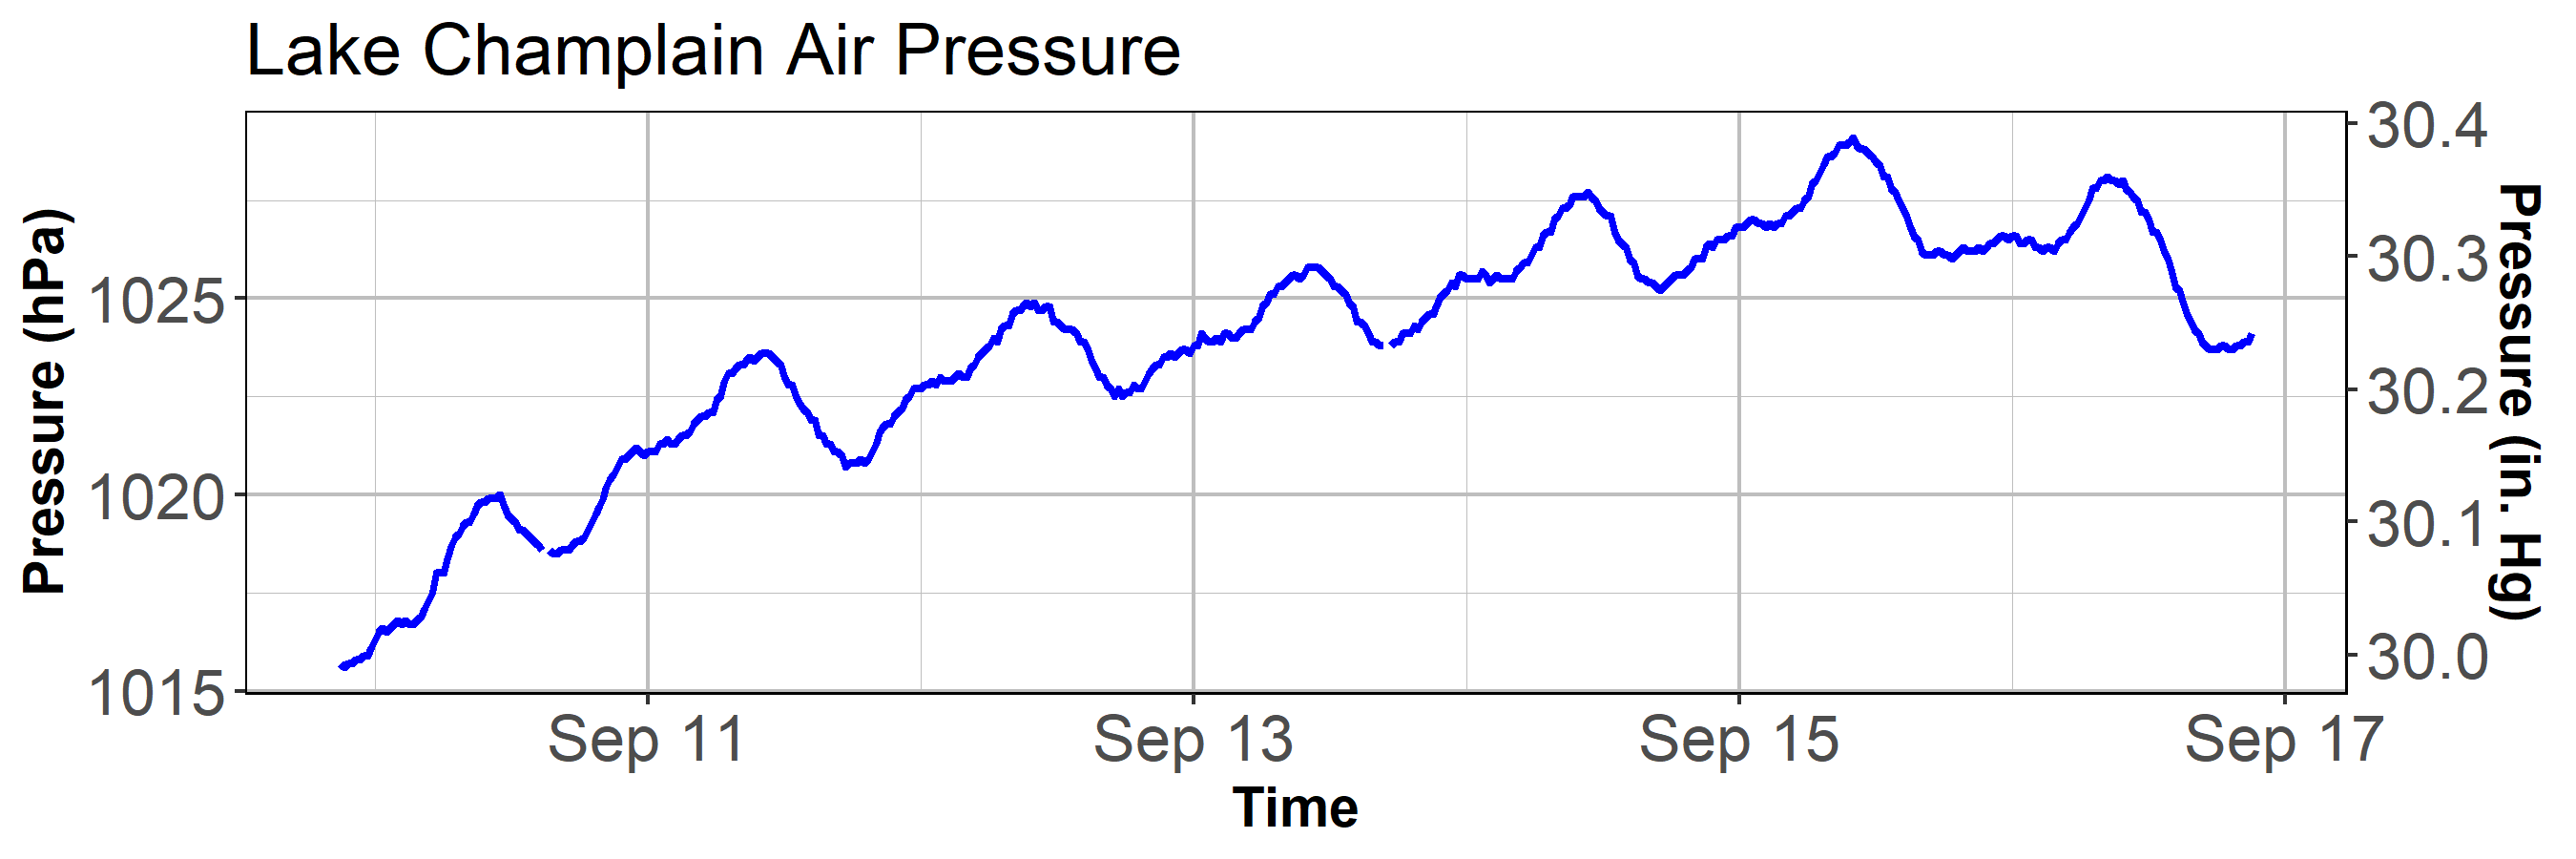 Lake Champlain Air Pressure
Pressure (hPa)
1025
1020
1015
30.4
30.3
30.2
30.1
30.0
Pressure (in. Hg)
Sep 11
Sep 13
Sep 15
Sep 17
Time